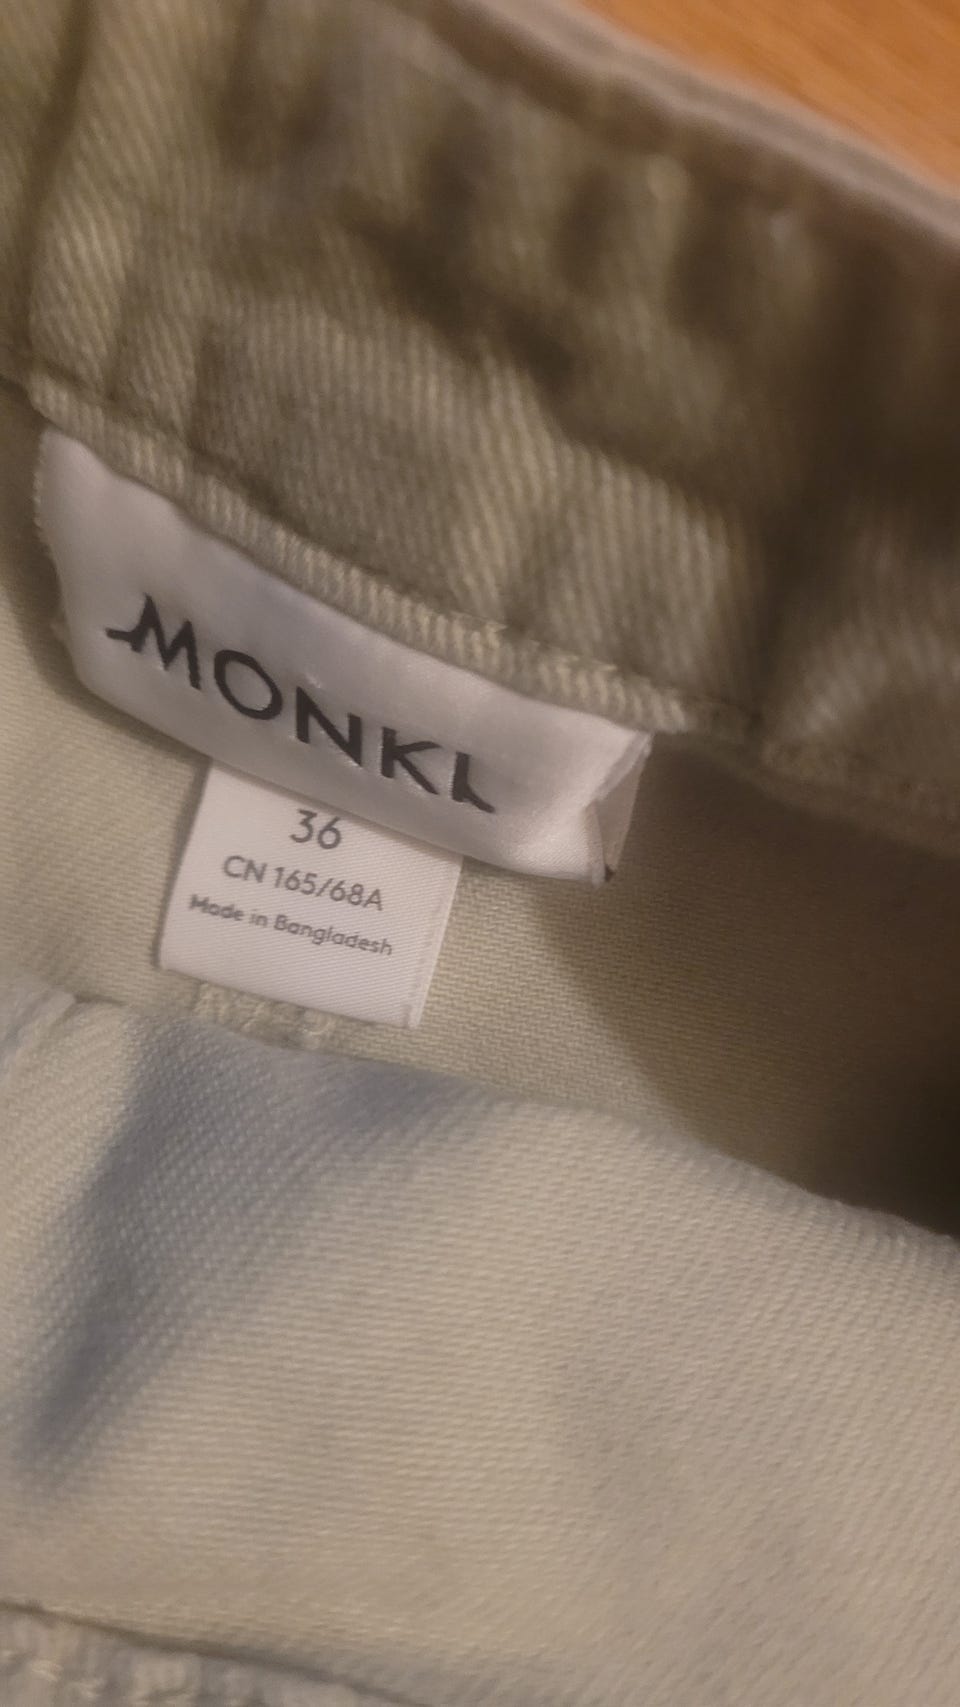 MONKI
36
CN 165/68A
Made in Bangladesh